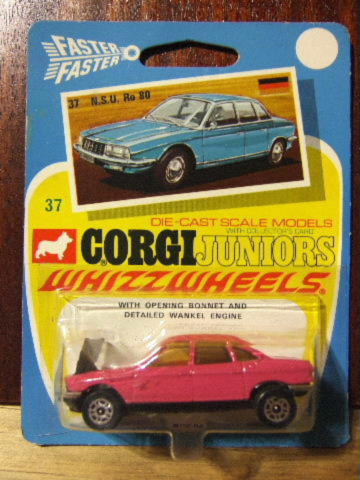 FASTER
FASTER
37 N.S.U. Ro 80
37
DIE-CAST SCALE MODELS
WITH COLLECTOR'S CARD
CORGI JUNIORS
WHIZZWHEELS®
WITH OPENING BONNET AND
DETAILED WANKEL ENGINE